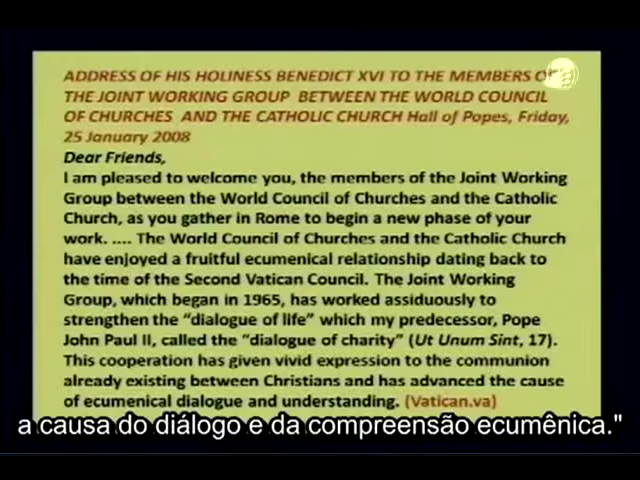 ADDRESS OF HIS HOLINESS BENEDICT XVI TO THE MEMBERS OF
THE JOINT WORKING GROUP BETWEEN THE WORLD COUNCIL
OF CHURCHES AND THE CATHOLIC CHURCH Hall of Popes, Friday,
25 January 2008
Dear Friends,
I am pleased to welcome you, the members of the Joint Working
Group between the World Council of Churches and the Catholic
Church, as you gather in Rome to begin a new phase of your
work. .... The World Council of Churches and the Catholic Church
have enjoyed a fruitful ecumenical relationship dating back to
the time of the Second Vatican Council. The Joint Working
Group, which began in 1965, has worked assiduously to
strengthen the “dialogue of life” which my predecessor, Pope
John Paul II, called the “dialogue of charity” (Ut Unum Sint, 17).
This cooperation has given vivid expression to the communion
already existing between Christians and has advanced the cause
of ecumenical dialogue and understanding. (Vatican.va)
a causa do diálogo e da compreensão ecumênica."